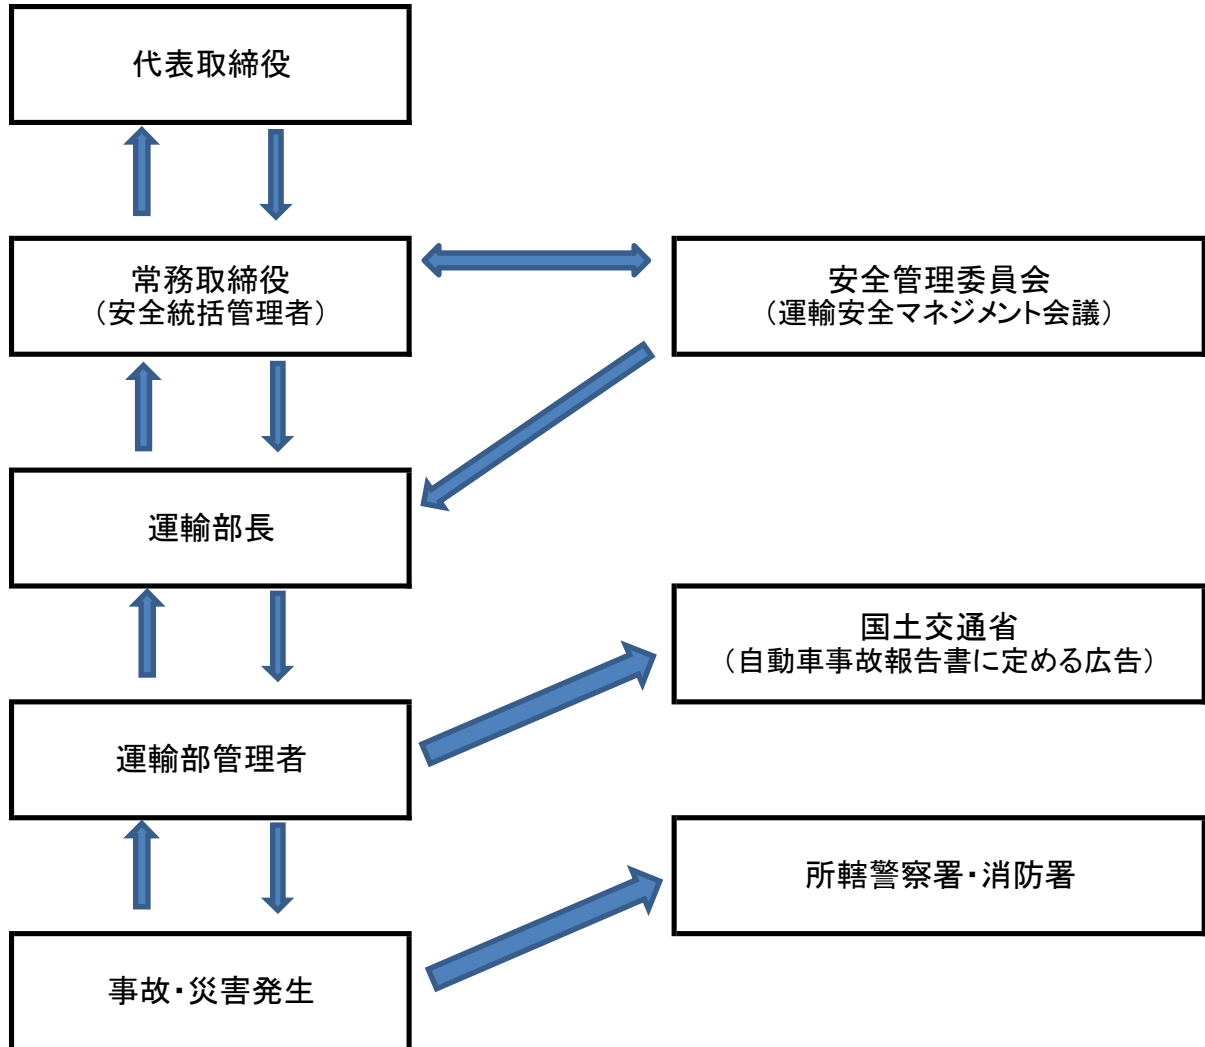 代表取締役
常務取締役
（安全統括管理者）
安全管理委員会
（運輸安全マネジメント会議）
運輸部長
国土交通省
（自動車事故報告書に定める広告）
運輸部管理者
所轄警察署・消防署
事故・災害発生